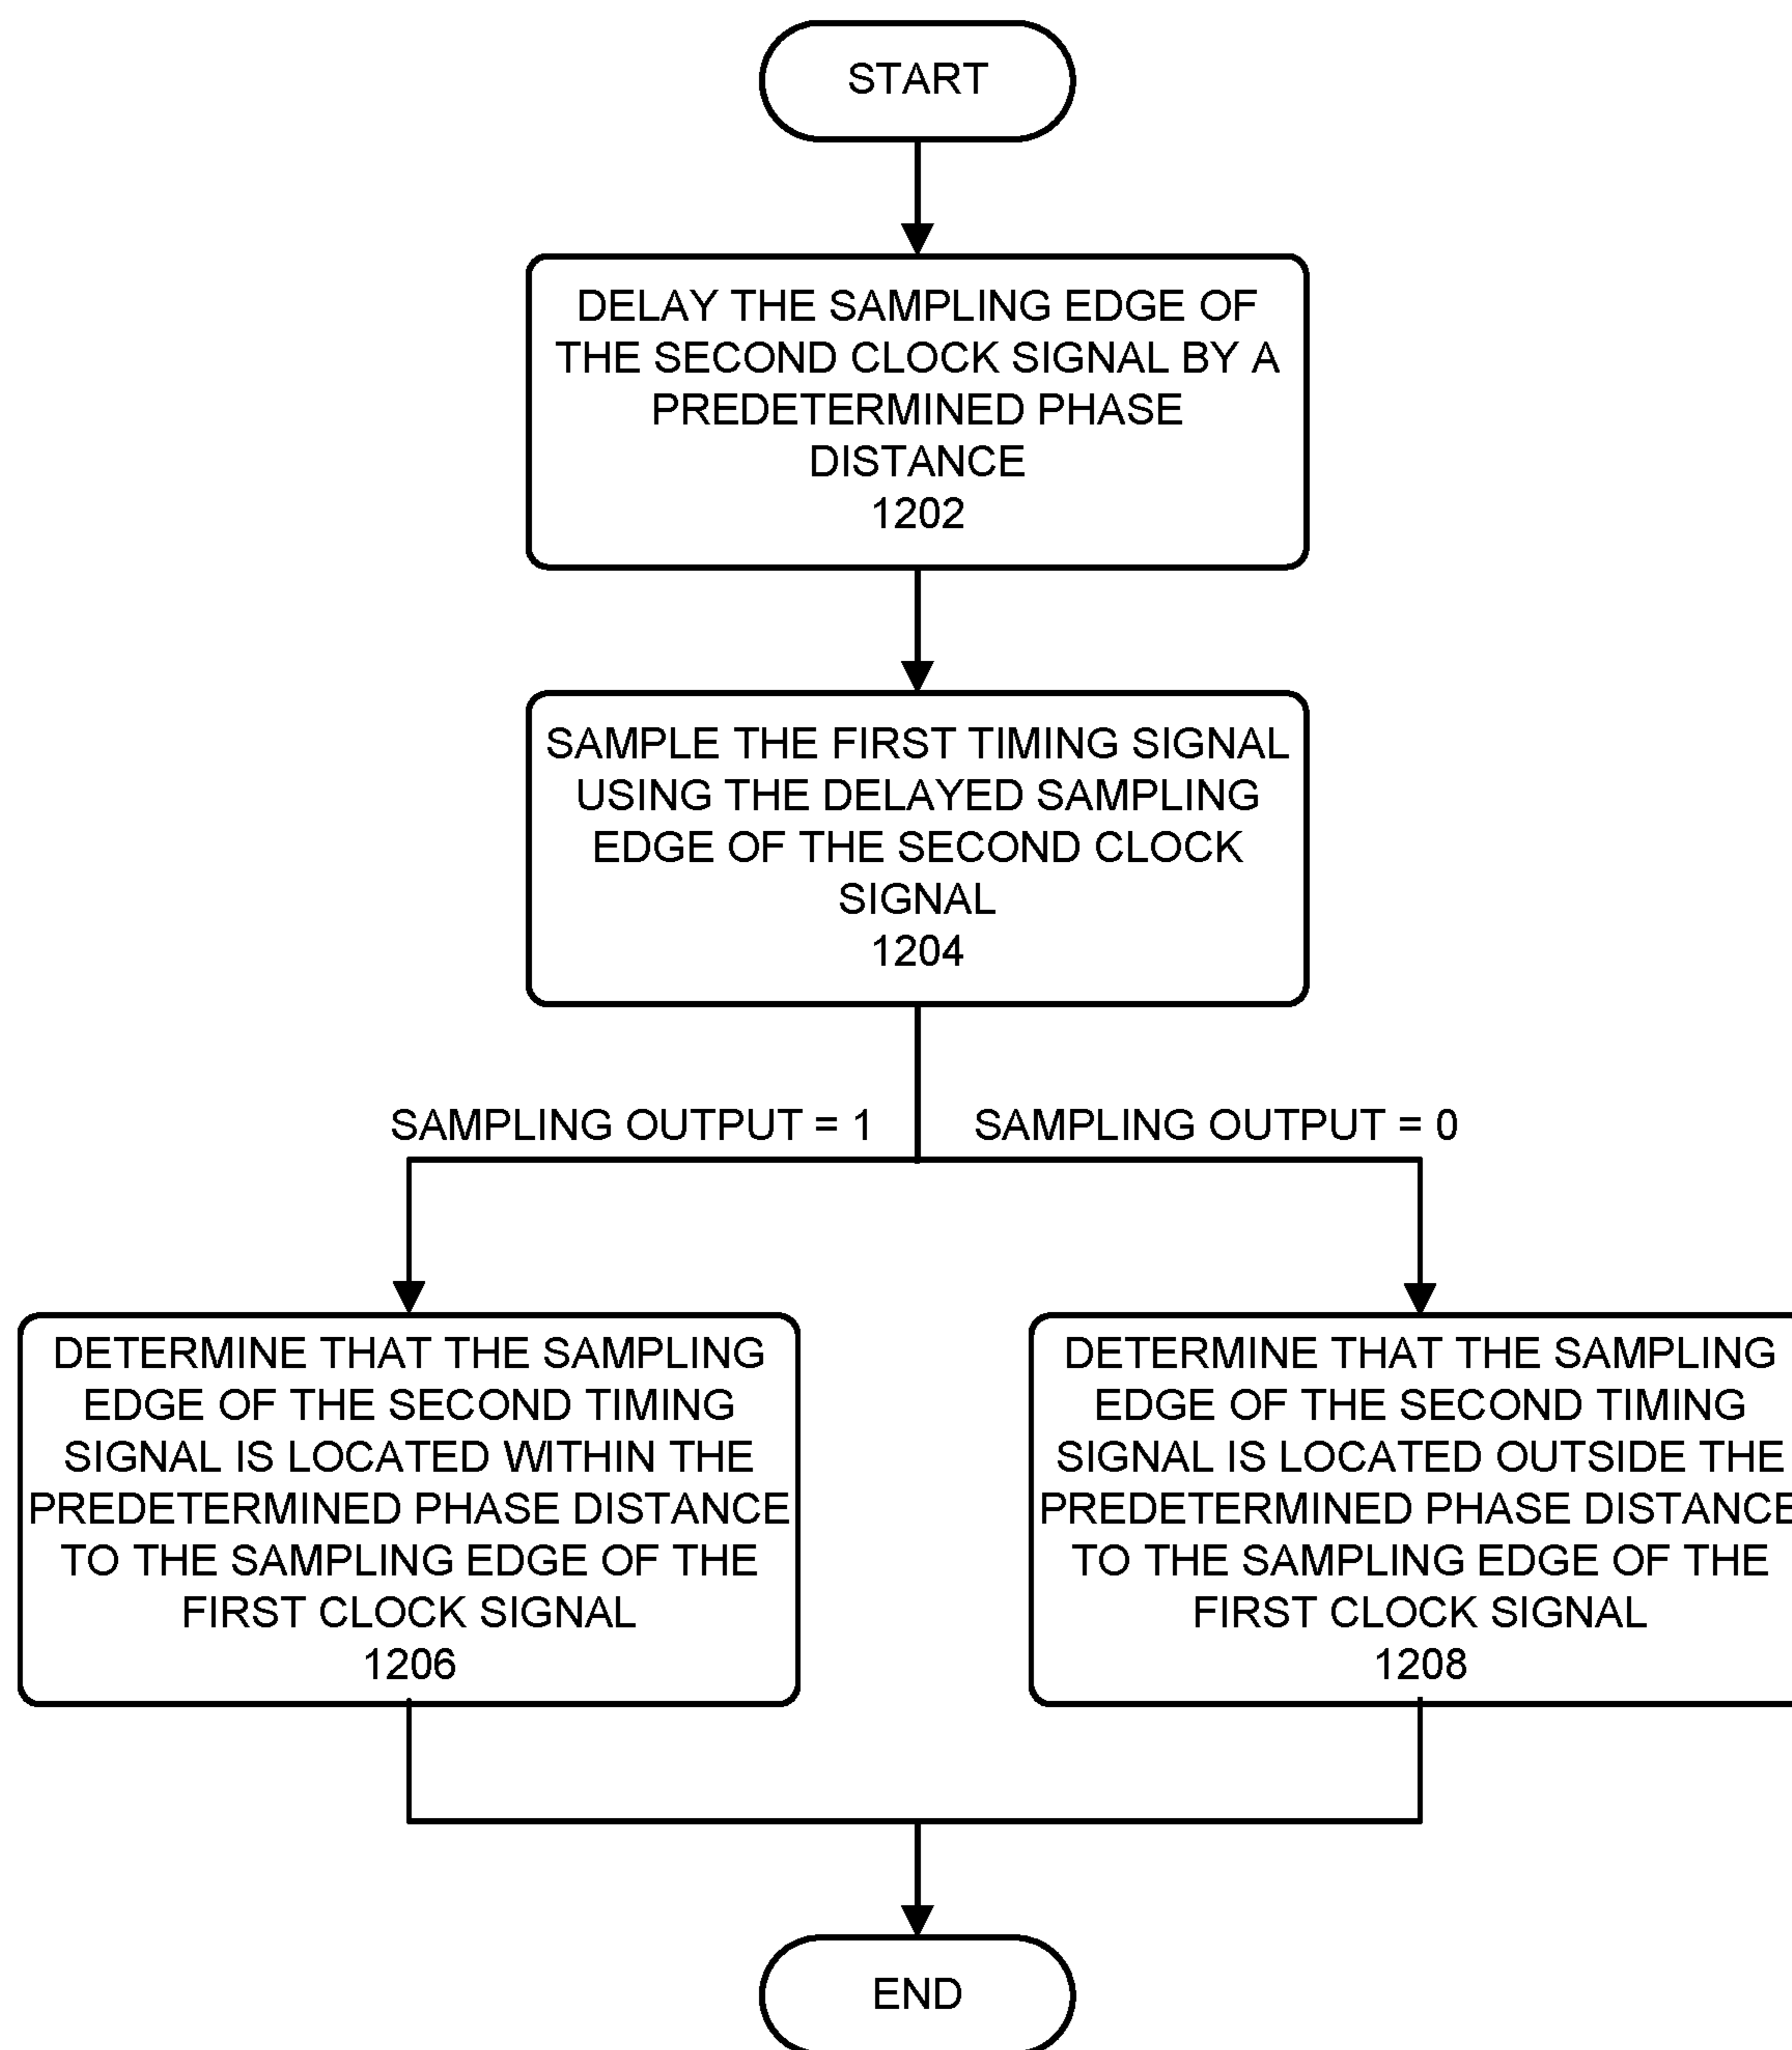 START
DELAY THE SAMPLING EDGE OF
THE SECOND CLOCK SIGNAL BY A
PREDETERMINED PHASE
DISTANCE
1202
SAMPLE THE FIRST TIMING SIGNAL
USING THE DELAYED SAMPLING
EDGE OF THE SECOND CLOCK
SIGNAL
1204
SAMPLING OUTPUT = 1
SAMPLING OUTPUT = 0
DETERMINE THAT THE SAMPLING
EDGE OF THE SECOND TIMING
SIGNAL IS LOCATED WITHIN THE
PREDETERMINED PHASE DISTANCE
TO THE SAMPLING EDGE OF THE
FIRST CLOCK SIGNAL
1206
DETERMINE THAT THE SAMPLING
EDGE OF THE SECOND TIMING
SIGNAL IS LOCATED OUTSIDE THE
PREDETERMINED PHASE DISTANCE
TO THE SAMPLING EDGE OF THE
FIRST CLOCK SIGNAL
1208
END